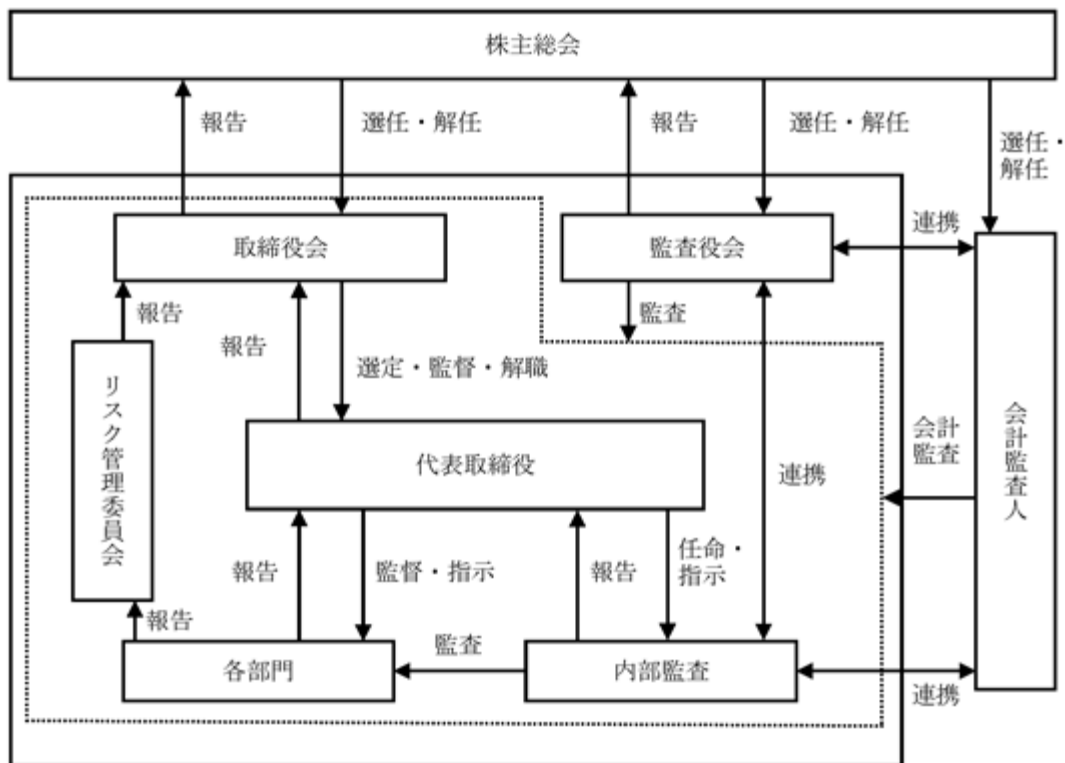 株主総会
報告
選任・解任
報告
選任・解任
選任・
解任
取締役会
監査役会
連携
報告
報告
監査
選定・監督・解職
リスク管理委員会
代表取締役
連携
会計
監査
会計監査人
報告
監督・指示
報告
任命・
指示
報告
各部門
監査
内部監査
連携